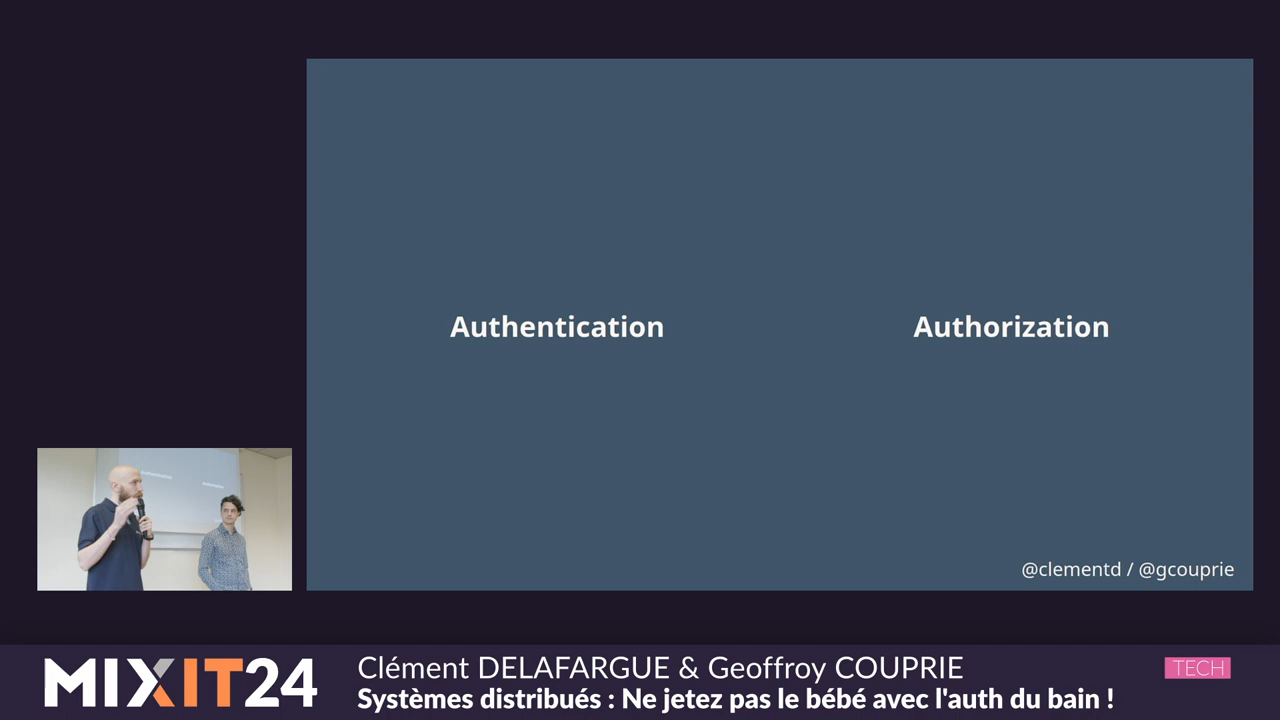 Authentication
Authorization
@clementd / @gcouprie
MIXIT24
Clément DELAFARGUE & Geoffroy COUPRIE
TECH
Systèmes distribués : Ne jetez pas le bébé avec l'auth du bain !